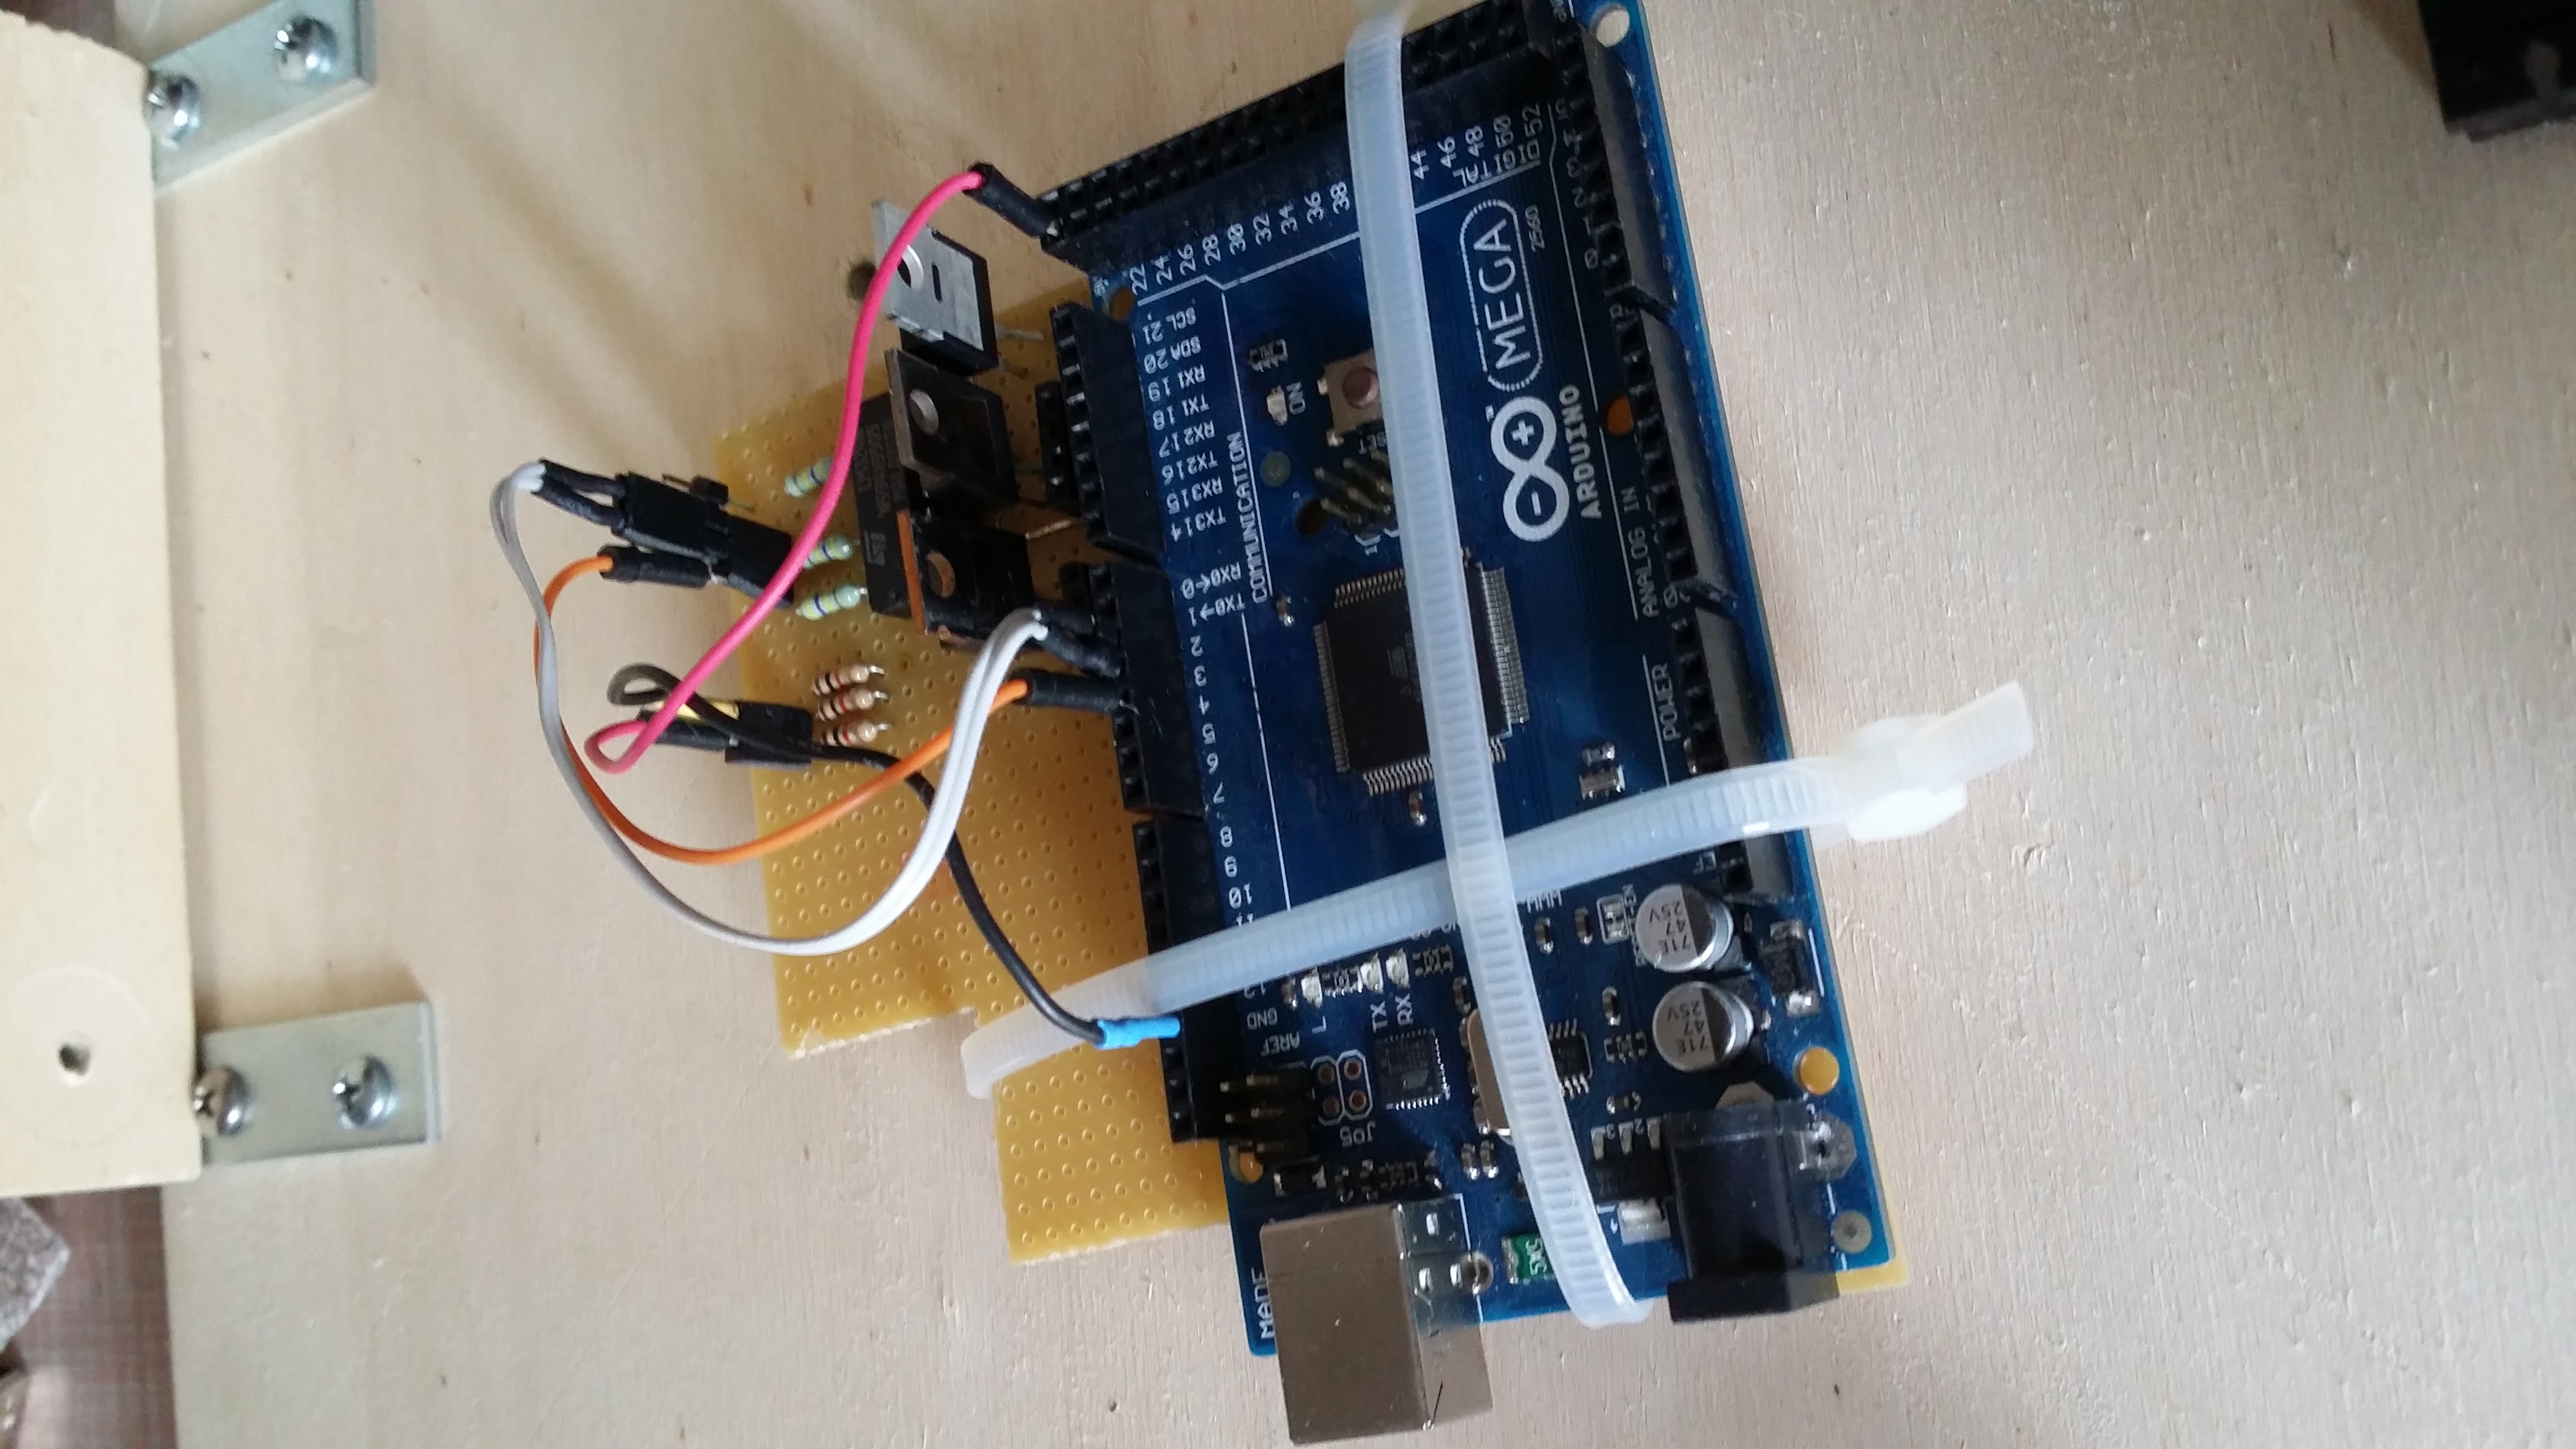 MADE
AREF
GND
10
9
8
7
6
5
4
3
2
TX0→1
RX0←0
TX3 14
RX3 15
TX2 16
RX2 17
TX1 18
RX1 19
SDA 20
SCL 21
COMMUNICATION
22
24
26
28
30
32
34
36
38
44
46
48
50
52
DIGITAL
L
TX
RX
JP5
ON
1
MEGA
2560
ARDUINO
POWER
ANALOG IN
71E
47
25V
71E
47
25V